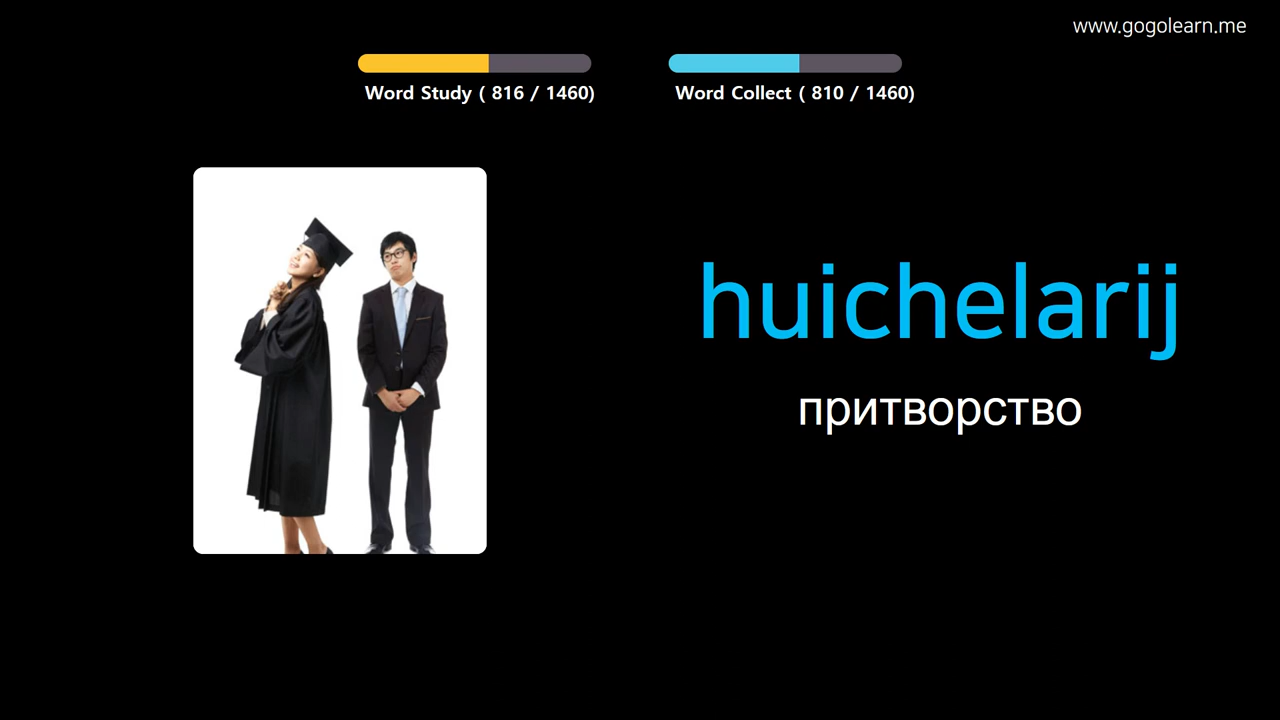 www.gogolearn.me
Word Study ( 816 / 1460)
Word Collect ( 810 / 1460)
huichelarij
притворство